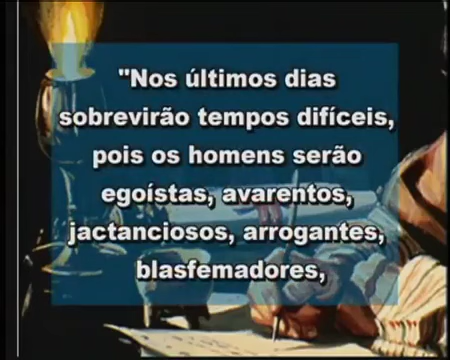 "Nos últimos dias
sobrevirão tempos difíceis,
pois os homens serão
egoístas, avarentos,
jactanciosos, arrogantes,
blasfemadores,